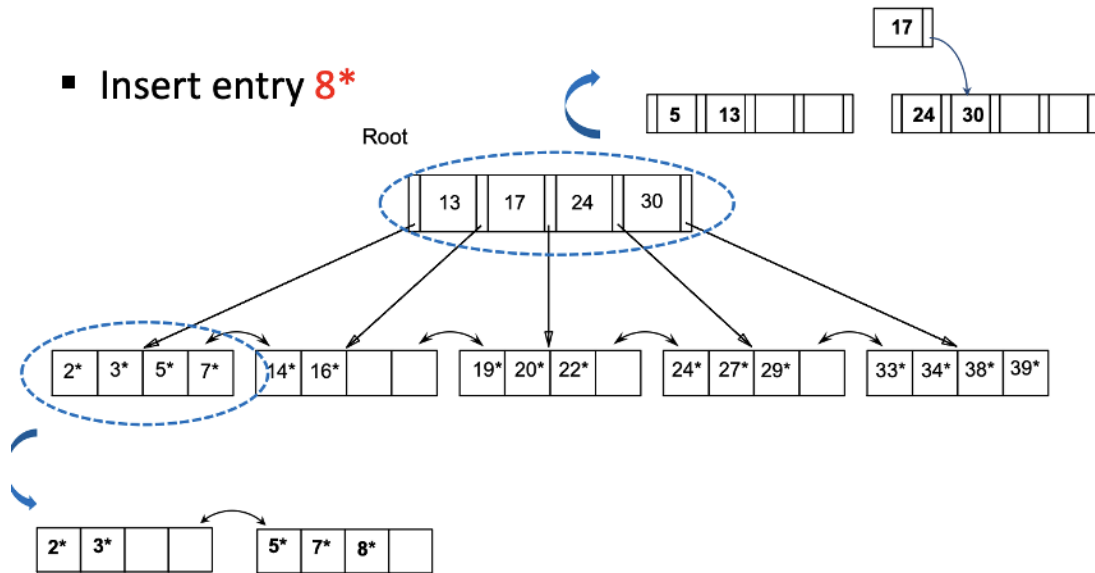 17
▪ Insert entry 8*
5 13
24 30
Root
13 17 24 30
2* 3* 5* 7*
14* 16*
19* 20* 22*
24* 27* 29*
33* 34* 38* 39*
2* 3*
5* 7* 8*